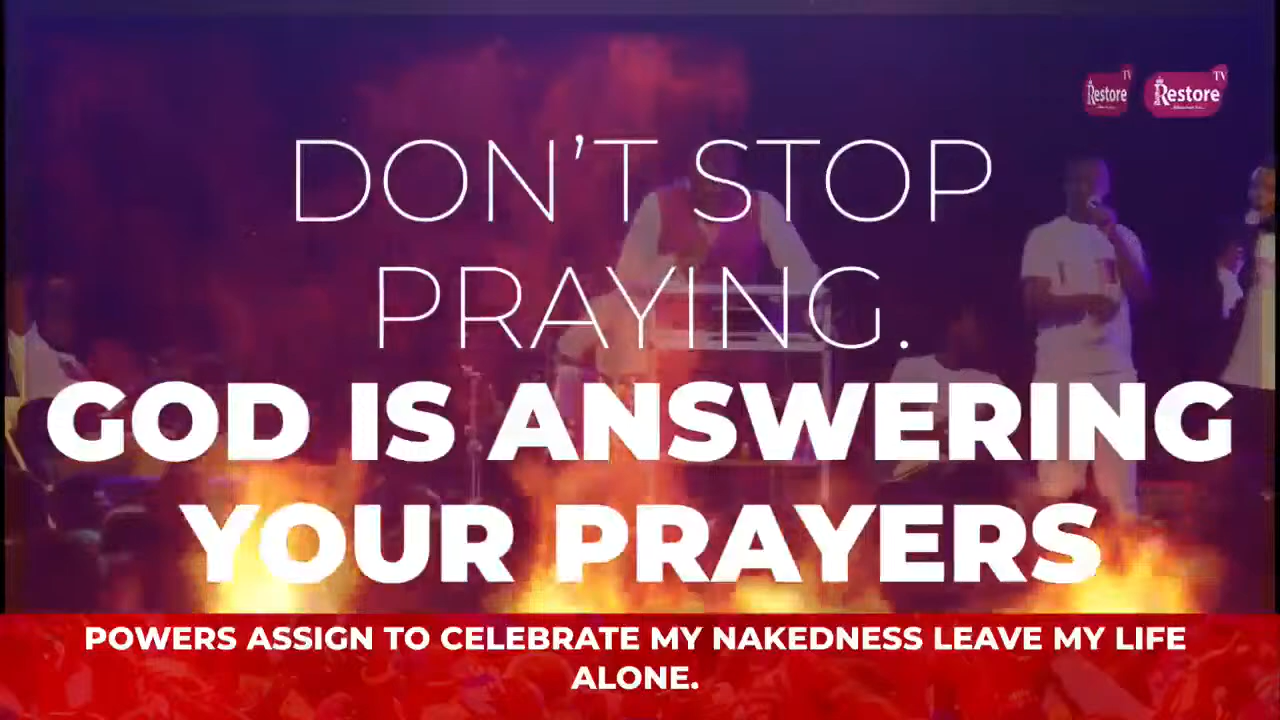 TV
Restore
TV
Restore
DON'T STOP
PRAYING.
GOD IS ANSWERING
YOUR PRAYERS
POWERS ASSIGN TO CELEBRATE MY NAKEDNESS LEAVE MY LIFE
ALONE.